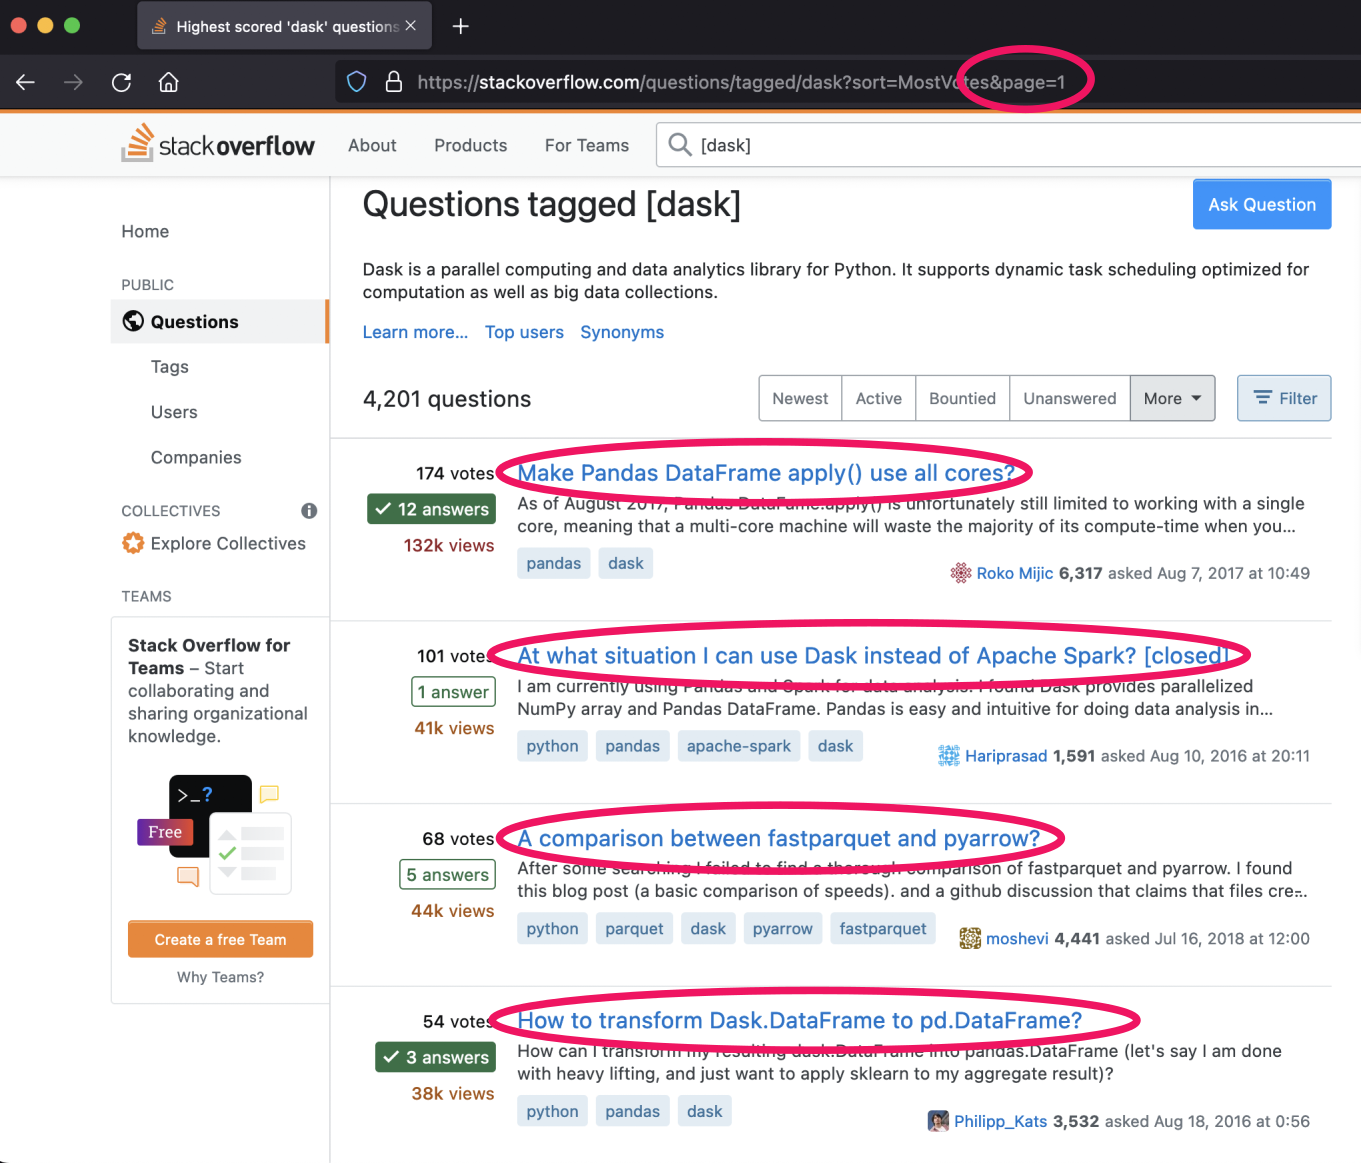 Highest scored 'dask' questions
https://stackoverflow.com/questions/tagged/dask?sort=MostVotes&page=1
stackoverflow
About
Products
For Teams
[dask]
Home
PUBLIC
Questions
Tags
Users
Companies
COLLECTIVES
Explore Collectives
TEAMS
Stack Overflow for
Teams – Start
collaborating and
sharing organizational
knowledge.
>_?
Free
Create a free Team
Why Teams?
Questions tagged [dask]
Ask Question
Dask is a parallel computing and data analytics library for Python. It supports dynamic task scheduling optimized for
computation as well as big data collections.
Learn more... Top users Synonyms
4,201 questions
Newest
Active
Bountied
Unanswered
More
Filter
174 votes
12 answers
132k views
Make Pandas DataFrame apply() use all cores?
As of August 2017, Pandas DataFame.apply() is unfortunately still limited to working with a single
core, meaning that a multi-core machine will waste the majority of its compute-time when you...
pandas dask
Roko Mijic 6,317 asked Aug 7, 2017 at 10:49
101 votes
1 answer
41k views
At what situation I can use Dask instead of Apache Spark? [closed]
I am currently using Pandas and Spark for data analysis. I found Dask provides parallelized
NumPy array and Pandas DataFrame. Pandas is easy and intuitive for doing data analysis in...
python pandas apache-spark dask
Hariprasad 1,591 asked Aug 10, 2016 at 20:11
68 votes
5 answers
44k views
A comparison between fastparquet and pyarrow?
After some searching I failed to find a thorough comparison of fastparquet and pyarrow. I found
this blog post (a basic comparison of speeds). and a github discussion that claims that files cre...
python parquet dask pyarrow fastparquet
moshevi 4,441 asked Jul 16, 2018 at 12:00
54 votes
3 answers
38k views
How to transform Dask.DataFrame to pd.DataFrame?
How can I transform my resulting dask.DataFrame into pandas.DataFrame (let's say I am done
with heavy lifting, and just want to apply sklearn to my aggregate result)?
python pandas dask
Philipp_Kats 3,532 asked Aug 18, 2016 at 0:56